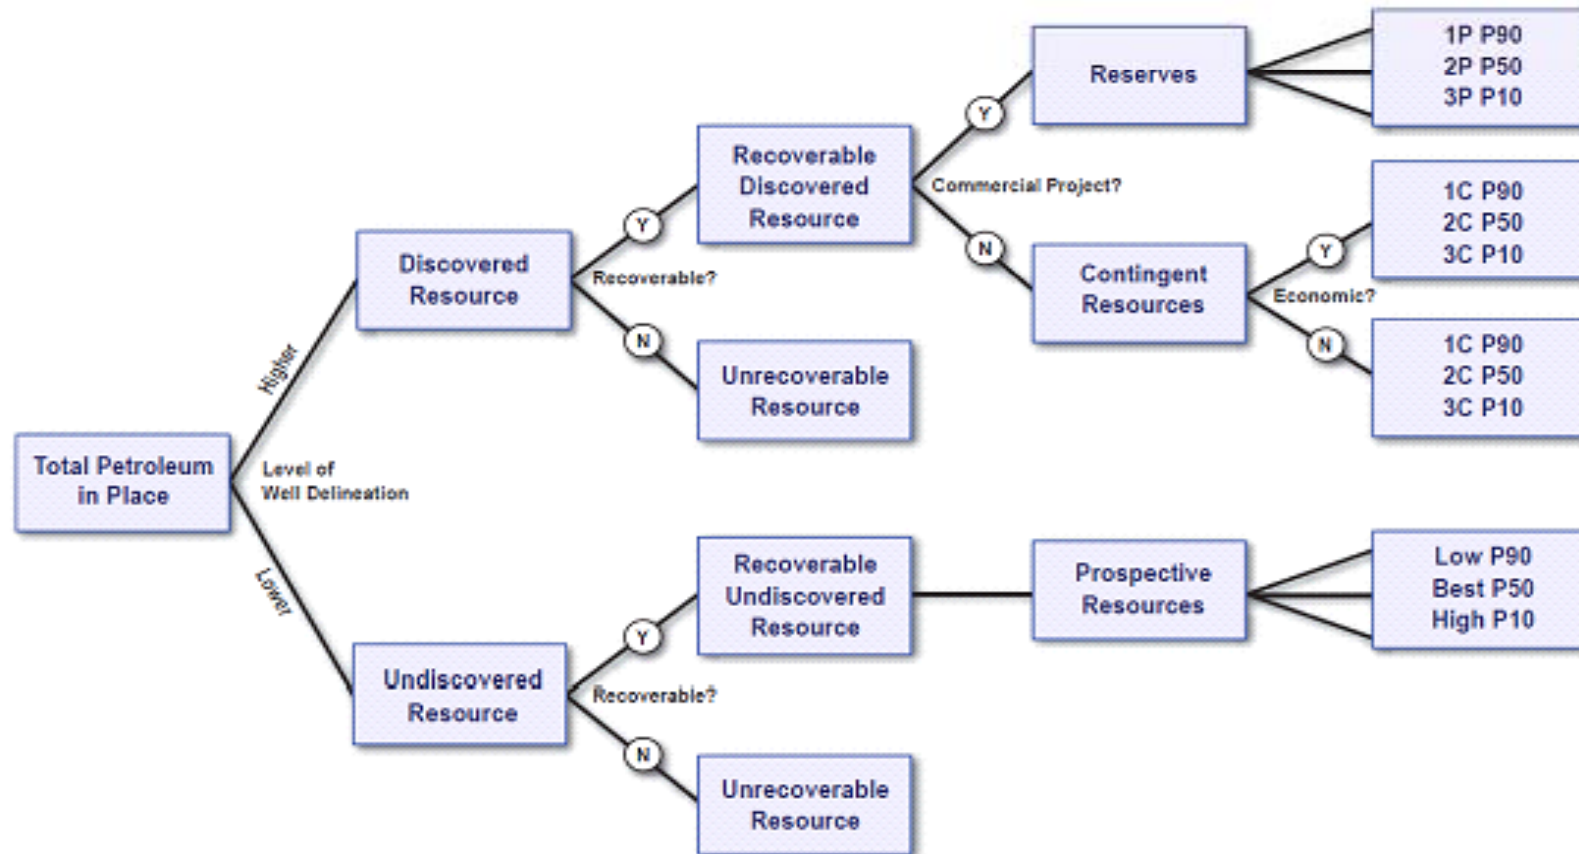 Total Petroleum
in Place
Higher
Level of
Well Delineation
Lower
Discovered
Resource
Y
Recoverable?
N
Undiscovered
Resource
Y
Recoverable?
N
Recoverable
Discovered
Resource
Y
Commercial Project?
N
Unrecoverable
Resource
Recoverable
Undiscovered
Resource
Unrecoverable
Resource
Reserves
Contingent
Resources
Y
Economic?
N
Prospective
Resources
1P P90
2P P50
3P P10
1C P90
2C P50
3C P10
1C P90
2C P50
3C P10
Low P90
Best P50
High P10